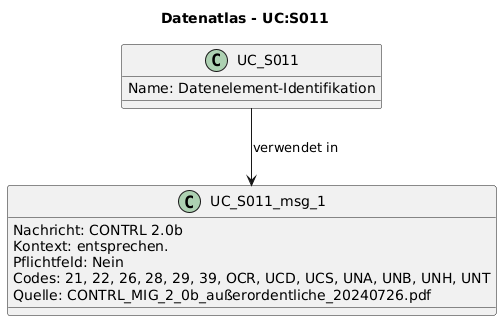 Datenatlas - UC:S011
C UC_S011
Name: Datenelement-Identifikation
verwendet in
C UC_S011_msg_1
Nachricht: CONTRL 2.0b
Kontext: entsprechen.
Pflichtfeld: Nein
Codes: 21, 22, 26, 28, 29, 39, OCR, UCD, UCS, UNA, UNB, UNH, UNT
Quelle: CONTRL_MIG_2_0b_außerordentliche_20240726.pdf